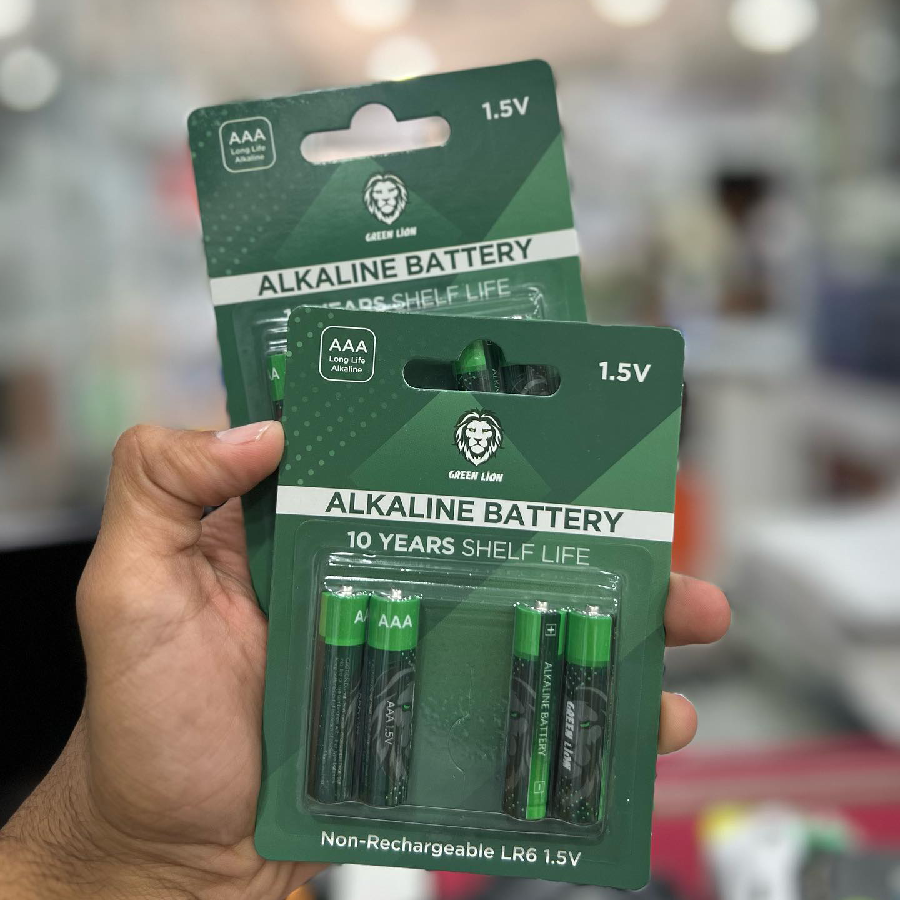 AAA
Long Life
Alkaline
1.5V
GREEN LION
ALKALINE BATTERY
YEARS SHELF LIFE
AAA
Long Life
Alkaline
1.5V
GREEN LION
ALKALINE BATTERY
10 YEARS SHELF LIFE
AAA
AAA 1.5V
ALKALINE BATTERY
GREEN LION
Non-Rechargeable LR6 1.5V